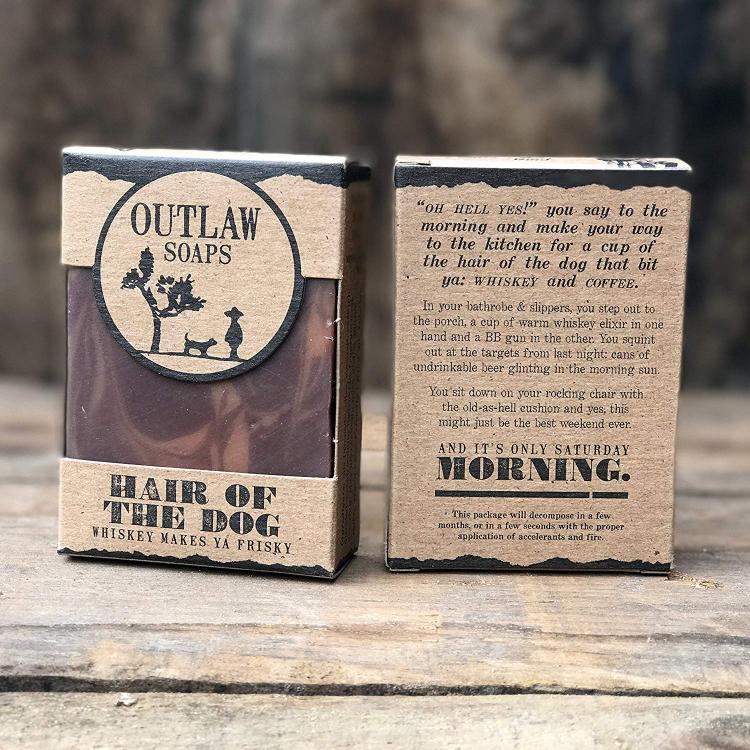 OUTLAW
SOAPS
HAIR OF
THE DOG
WHISKEY MAKES YA FRISKY
"OH HELL YES!" you say to the
morning and make your way
to the kitchen for a cup of
the hair of the dog that bit
ya: WHISKEY and COFFEE.
In your bathrobe & slippers, you step out to
the porch, a cup of warm whiskey elixir in one
hand and a BB gun in the other. You squint
out at the targets from last night: cans of
undrinkable beer glinting in the morning sun.
You sit down on your rocking chair with
the old-as-hell cushion and yes, this
might just be the best weekend ever.
AND IT'S ONLY SATURDAY
MORNING.
This package will decompose in a few
months, or in a few seconds with the proper
application of accelerants and fire.